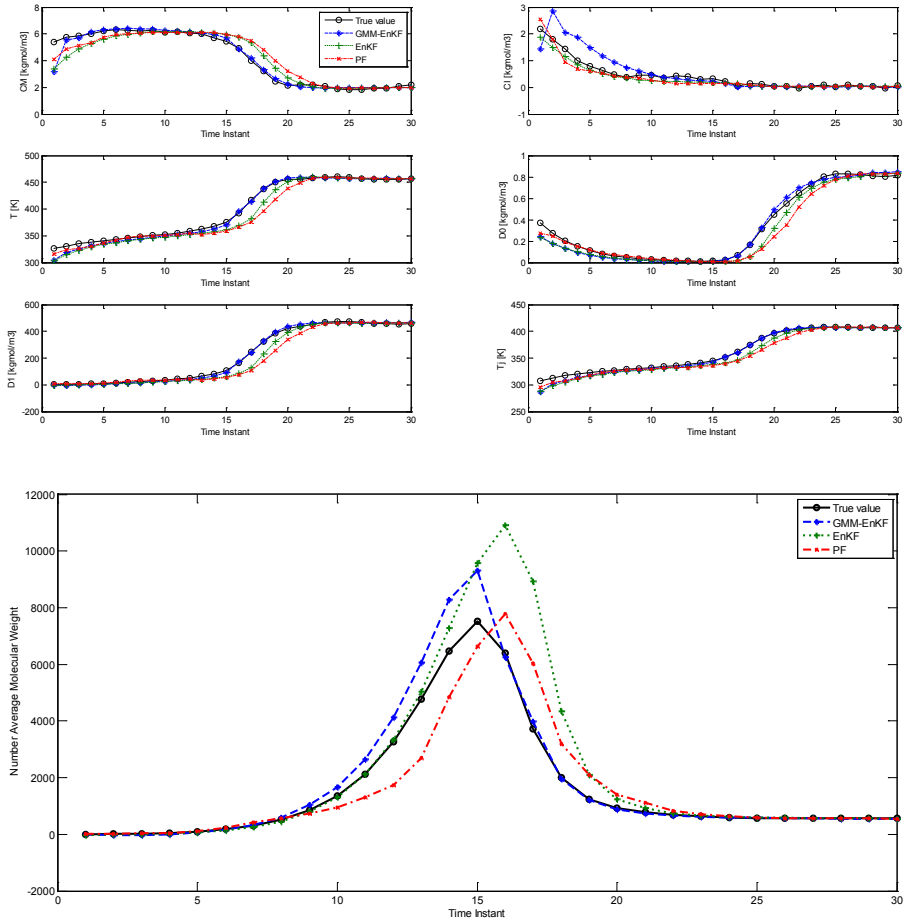 8
6
4
2
0
CM [kgmol/m3]
0 5 10 15 20 25 30
Time Instant
True value
GMM-EnKF
EnKF
PF
3
2
1
0
-1
C I [kgmol/m3]
0 5 10 15 20 25 30
Time Instant
500
450
400
350
300
T [K]
0 5 10 15 20 25 30
Time Instant
1
0.8
0.6
0.4
0.2
0
D0 [kgmol/m3]
0 5 10 15 20 25 30
Time Instant
600
400
200
0
-200
D1 [kgmol/m3]
0 5 10 15 20 25 30
Time Instant
450
400
350
300
250
Tj [K]
0 5 10 15 20 25 30
Time Instant
12000
10000
8000
6000
4000
2000
0
-2000
Number Average Molecular Weight
0 5 10 15 20 25 30
Time Instant
True value
GMM-EnKF
EnKF
PF